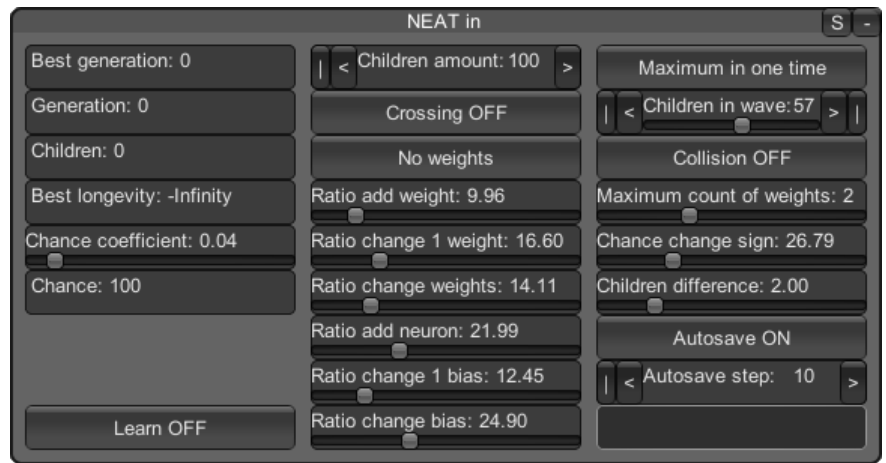 NEAT in
S
-
Best generation: 0
Generation: 0
Children: 0
Best longevity: -Infinity
Chance coefficient: 0.04
Chance: 100
Learn OFF
| < Children amount: 100 >
Crossing OFF
No weights
Ratio add weight: 9.96
Ratio change 1 weight: 16.60
Ratio change weights: 14.11
Ratio add neuron: 21.99
Ratio change 1 bias: 12.45
Ratio change bias: 24.90
Maximum in one time
| < Children in wave: 57 > |
Collision OFF
Maximum count of weights: 2
Chance change sign: 26.79
Children difference: 2.00
Autosave ON
| < Autosave step: 10 >